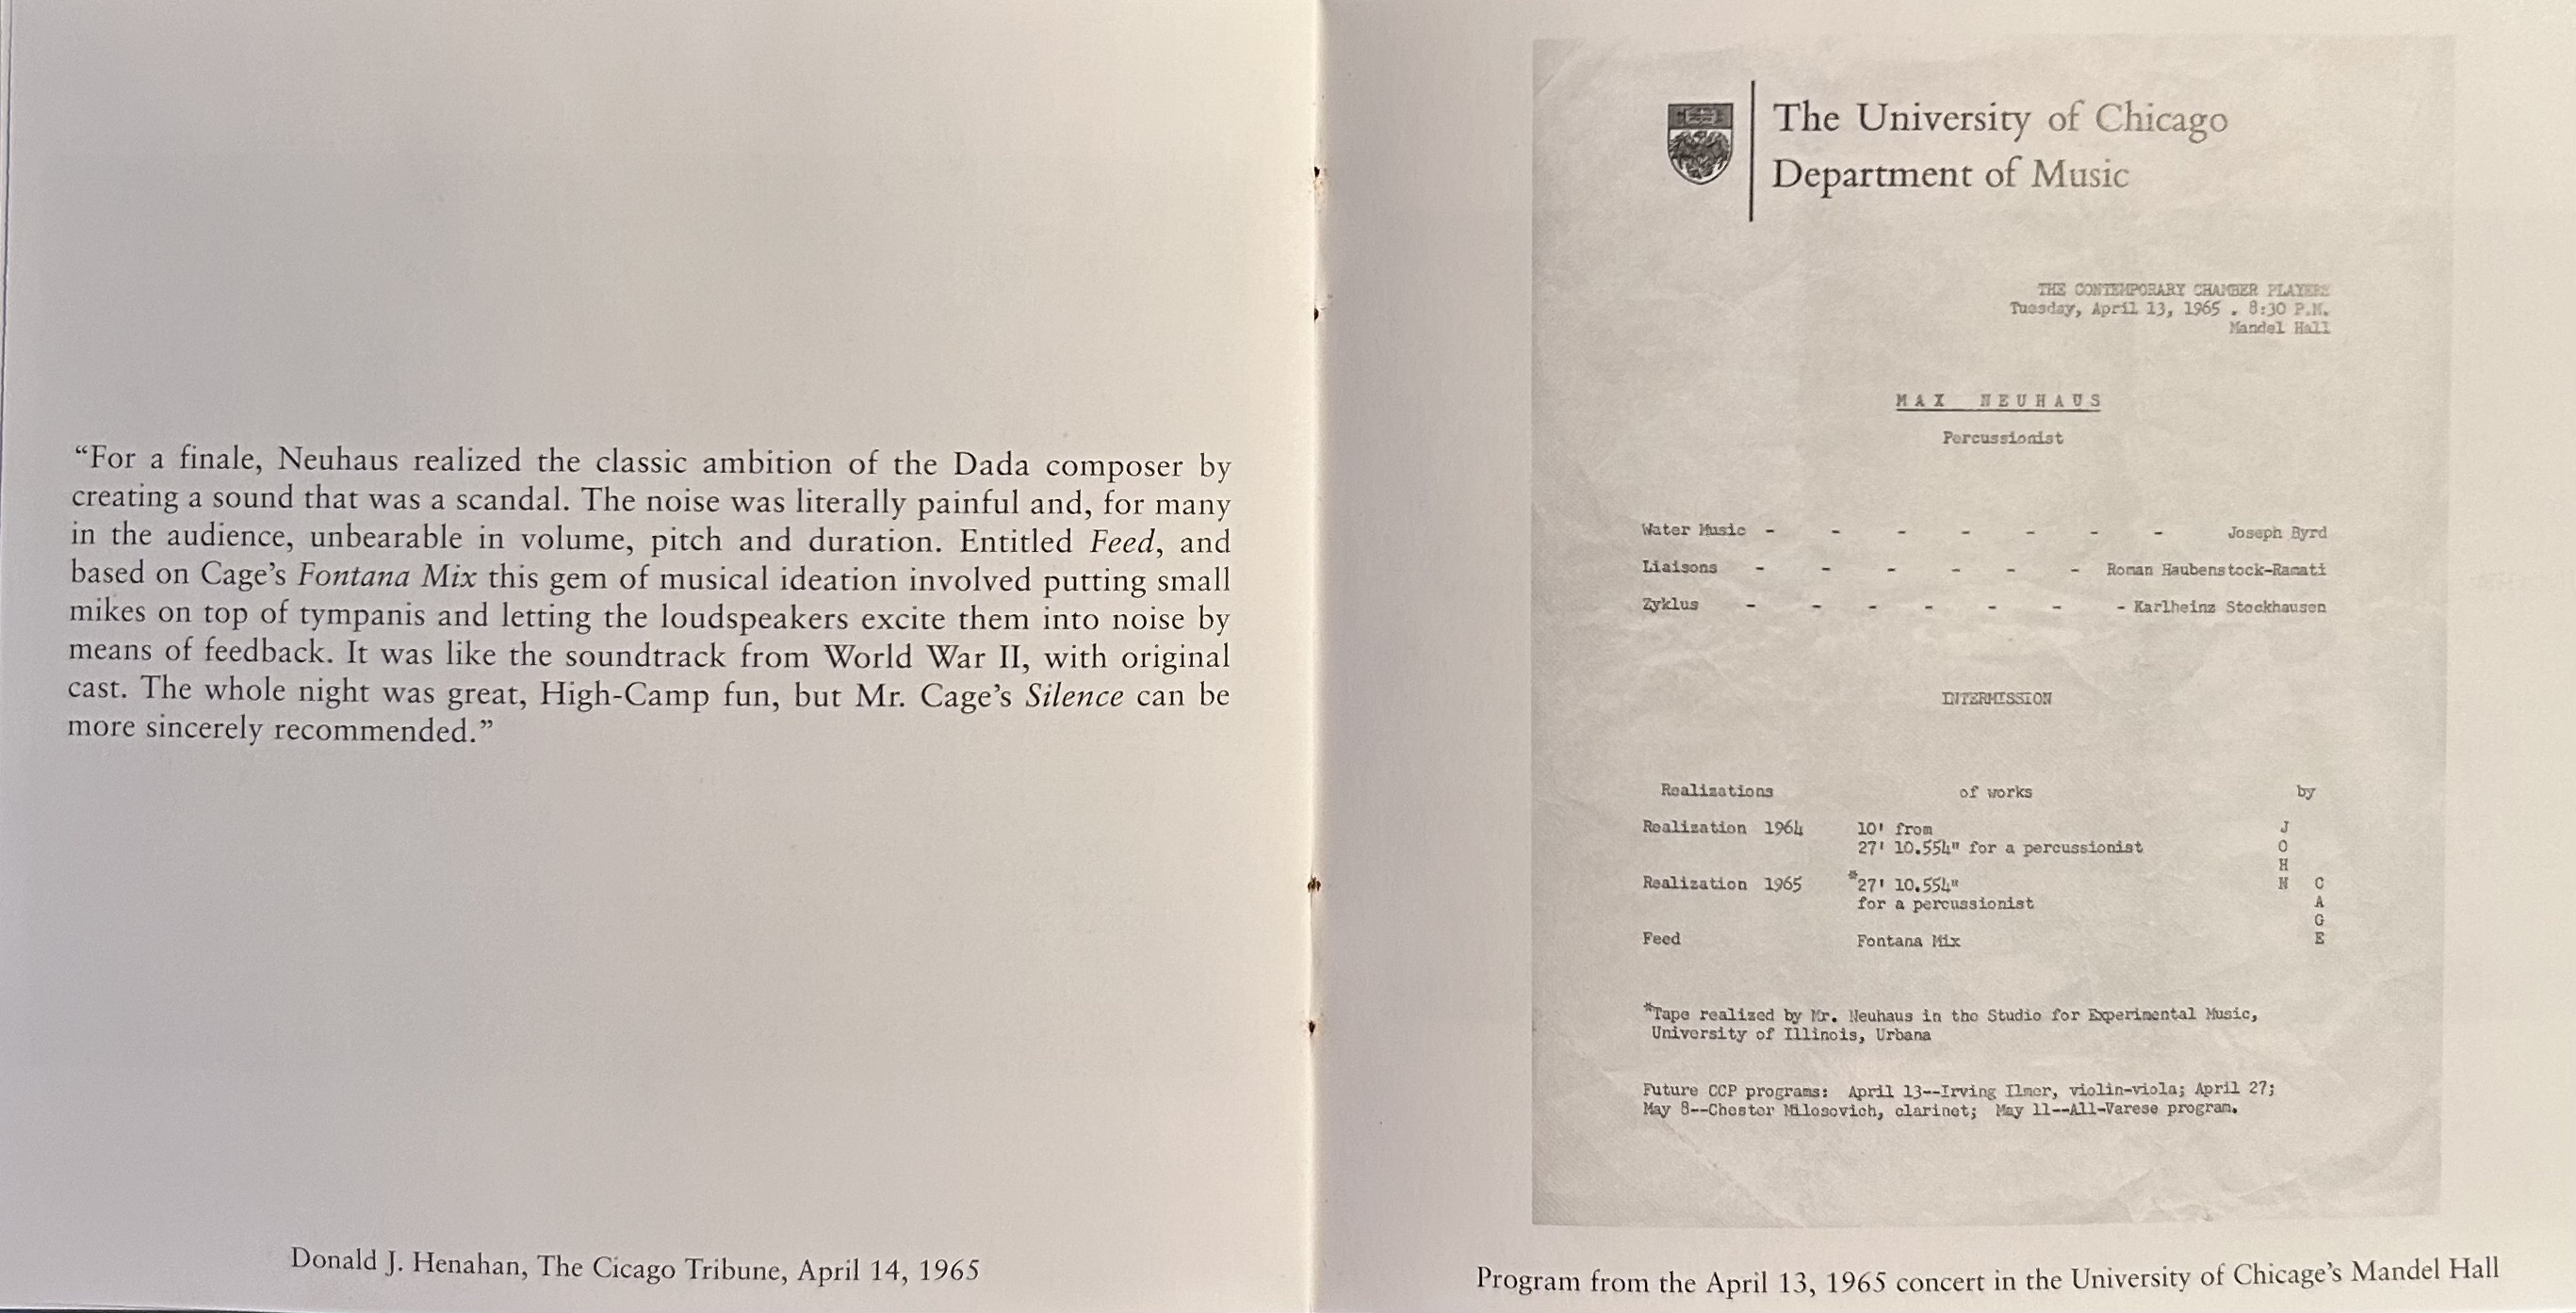 “For a finale, Neuhaus realized the classic ambition of the Dada composer by
creating a sound that was a scandal. The noise was literally painful and, for many
in the audience, unbearable in volume, pitch and duration. Entitled Feed, and
based on Cage’s Fontana Mix this gem of musical ideation involved putting small
mikes on top of tympanis and letting the loudspeakers excite them into noise by
means of feedback. It was like the soundtrack from World War II, with original
cast. The whole night was great, High-Camp fun, but Mr. Cage’s Silence can be
more sincerely recommended.”
Donald J. Henahan, The Cicago Tribune, April 14, 1965
The University of Chicago
Department of Music
THE CONTEMPORARY CHAMBER PLAYERS
Tuesday, April 13, 1965 . 8:30 P.M.
Mandel Hall
MAX NEUHAUS
Percussionist
Water Music - - - - - - - Joseph Byrd
Liaisons - - - - - - Roman Haubenstock-Ramati
Zyklus - - - - - - - Karlheinz Stockhausen
INTERMISSION
Realizations of works by
Realization 1964 10' from
27' 10.554" for a percussionist
Realization 1965 *27' 10.554"
for a percussionist
Feed Fontana Mix
JOHN
CAGE
*Tape realized by Mr. Neuhaus in the Studio for Experimental Music,
University of Illinois, Urbana
Future CCP programs: April 13--Irving Ilmer, violin-viola; April 27;
May 8--Chester Milosovich, clarinet; May 11--All-Varese program.
Program from the April 13, 1965 concert in the University of Chicage’s Mandel Hall